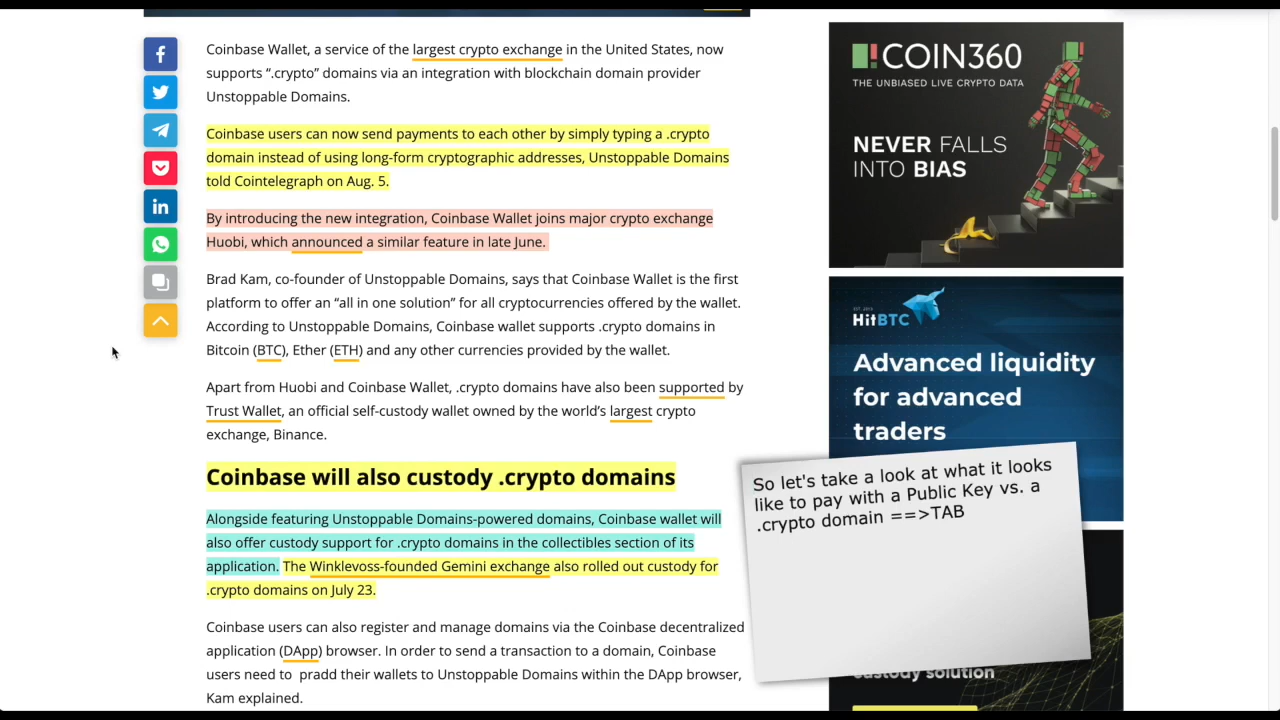 Coinbase Wallet, a service of the largest crypto exchange in the United States, now
supports “.crypto” domains via an integration with blockchain domain provider
Unstoppable Domains.
Coinbase users can now send payments to each other by simply typing a .crypto
domain instead of using long-form cryptographic addresses, Unstoppable Domains
told Cointelegraph on Aug. 5.
By introducing the new integration, Coinbase Wallet joins major crypto exchange
Huobi, which announced a similar feature in late June.
Brad Kam, co-founder of Unstoppable Domains, says that Coinbase Wallet is the first
platform to offer an “all in one solution” for all cryptocurrencies offered by the wallet.
According to Unstoppable Domains, Coinbase wallet supports .crypto domains in
Bitcoin (BTC), Ether (ETH) and any other currencies provided by the wallet.
Apart from Huobi and Coinbase Wallet, .crypto domains have also been supported by
Trust Wallet, an official self-custody wallet owned by the world’s largest crypto
exchange, Binance.
Coinbase will also custody .crypto domains
Alongside featuring Unstoppable Domains-powered domains, Coinbase wallet will
also offer custody support for .crypto domains in the collectibles section of its
application. The Winklevoss-founded Gemini exchange also rolled out custody for
.crypto domains on July 23.
Coinbase users can also register and manage domains via the Coinbase decentralized
application (DApp) browser. In order to send a transaction to a domain, Coinbase
users need to pradd their wallets to Unstoppable Domains within the DApp browser,
Kam explained.
COIN360
THE UNBIASED LIVE CRYPTO DATA
NEVER FALLS
INTO BIAS
HitBTC
Advanced liquidity
for advanced
traders
So let's take a look at what it looks
like to pay with a Public Key vs. a
.crypto domain ==>TAB
custody solution